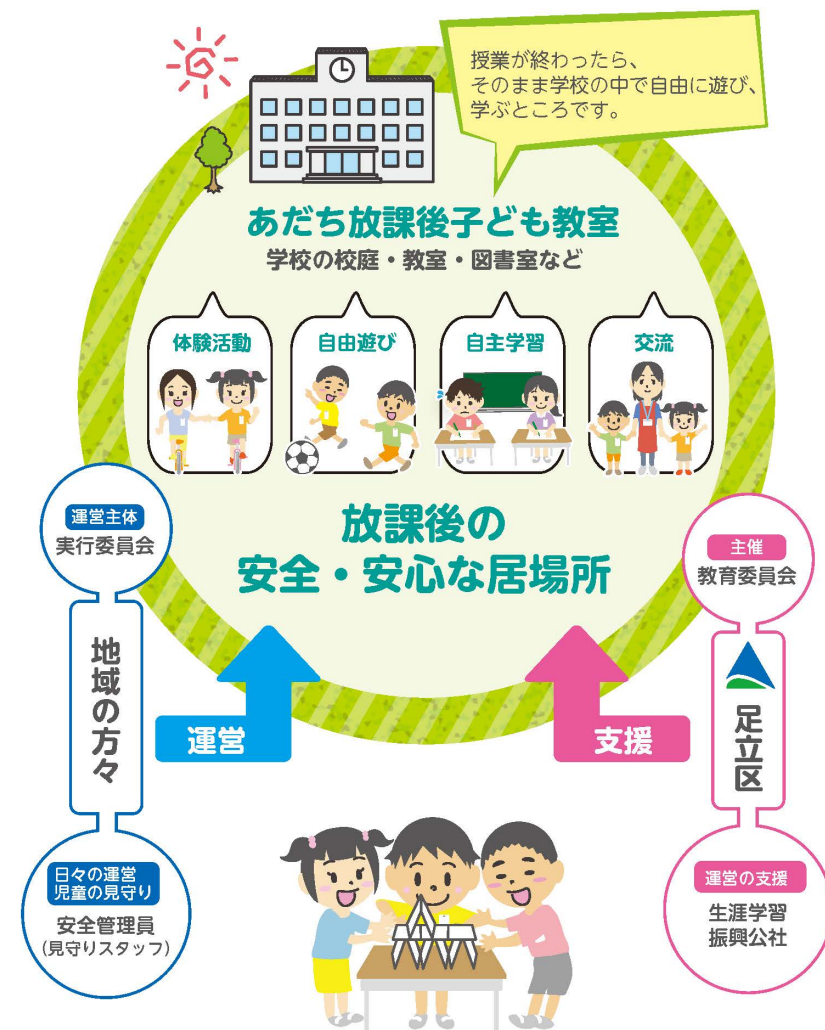 授業が終わったら、
そのまま学校の中で自由に遊び、
学ぶところです。
あだち放課後子ども教室
学校の校庭・教室・図書室など
体験活動
自由遊び
自主学習
交流
放課後の
安全・安心な居場所
運営主体
実行委員会
地域の方々
日々の運営
児童の見守り
安全管理員
(見守りスタッフ)
運営
支援
主催
教育委員会
足立区
運営の支援
生涯学習
振興公社